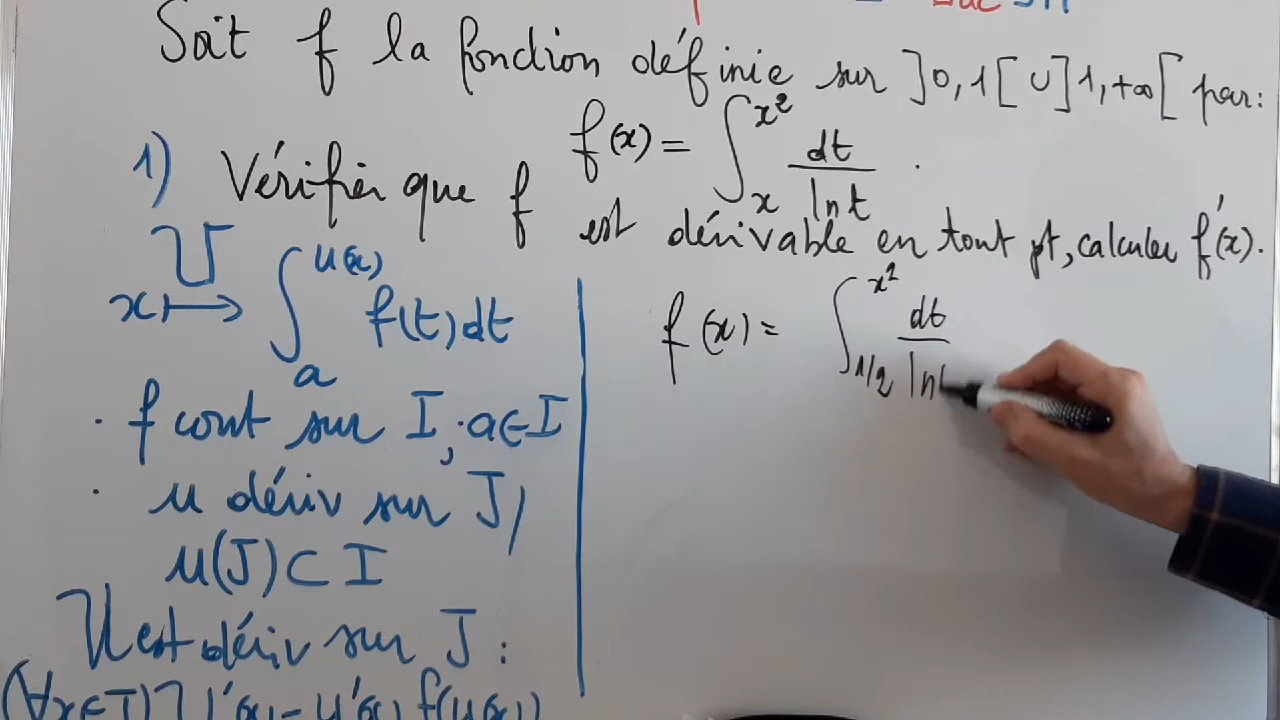 Soit f la fonction définie sur ]0,1[ ∪ ]1,+∞[ par:
f(x) = ∫_x^{x²} dt/ln t .
1) Vérifier que f est dérivable en tout pt, calculer f'(x).
U
x ↦ ∫_a^{u(x)} f(t)dt
. f cont sur I, . a∈I
. u dériv sur J /
u(J) ⊂ I
U est dériv sur J :
(∀x∈J) U'(x) = u'(x) f(u(x))
f(x) = ∫_{1/2}^{x²} dt/ln t